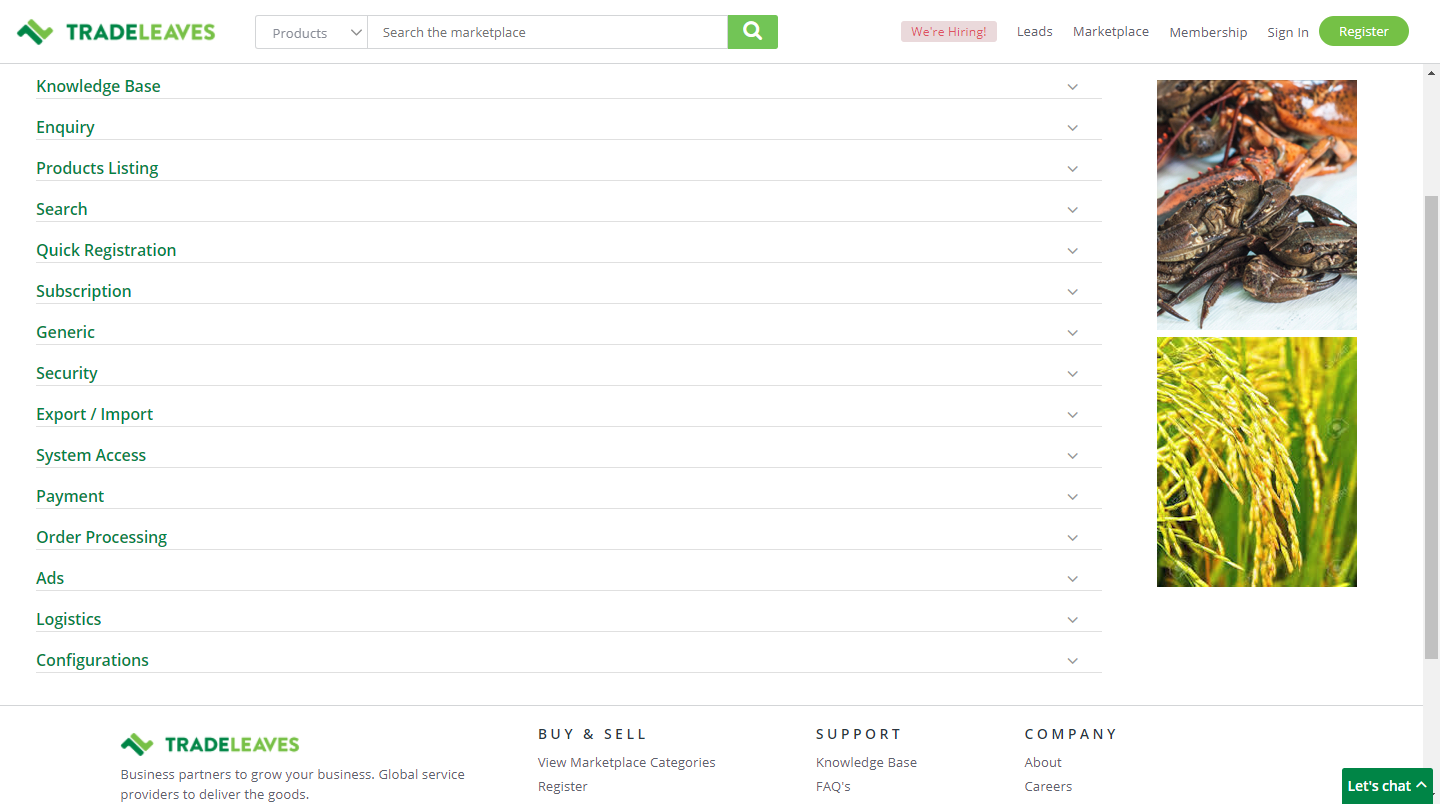 TRADELEAVES
Products
Search the marketplace
We're Hiring!
Leads
Marketplace
Membership
Sign In
Register
Knowledge Base
Enquiry
Products Listing
Search
Quick Registration
Subscription
Generic
Security
Export / Import
System Access
Payment
Order Processing
Ads
Logistics
Configurations
TRADELEAVES
Business partners to grow your business. Global service
providers to deliver the goods.
BUY & SELL
View Marketplace Categories
Register
SUPPORT
Knowledge Base
FAQ's
COMPANY
About
Careers
Let's chat